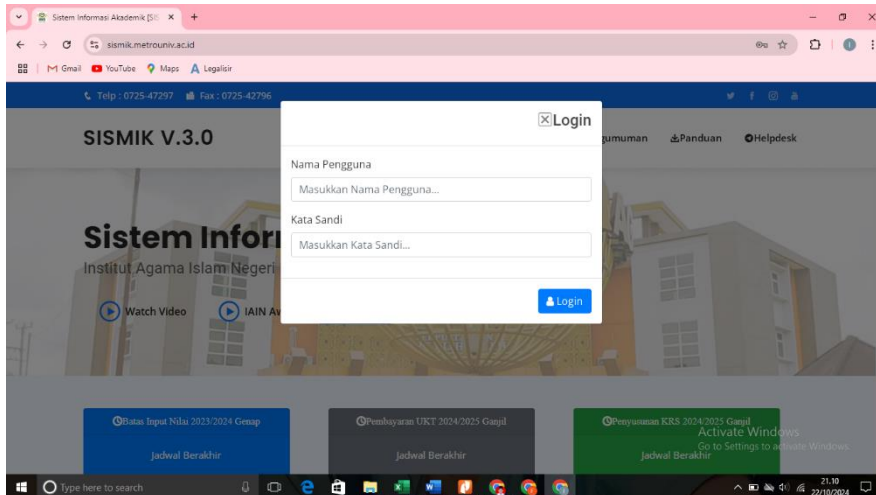 Sistem Informasi Akademik [SI
sismik.metrouniv.ac.id
Gmail YouTube Maps Legalisir
Telp : 0725-47297 Fax : 0725-42796
SISMIK V.3.0
Panduan Helpdesk
Login
Nama Pengguna
Masukkan Nama Pengguna...
Kata Sandi
Masukkan Kata Sandi...
Login
Sistem Infor
Institut Agama Islam Negeri
Watch Video IAIN
Batas Input Nilai 2023/2024 Genap
Jadwal Berakhir
Pembayaran UKT 2024/2025 Ganjil
Jadwal Berakhir
Penyusunan KRS 2024/2025 Ganjil
Jadwal Berakhir
Activate Windows
Go to Settings to activate Windows.
Type here to search
21.10
22/10/2024